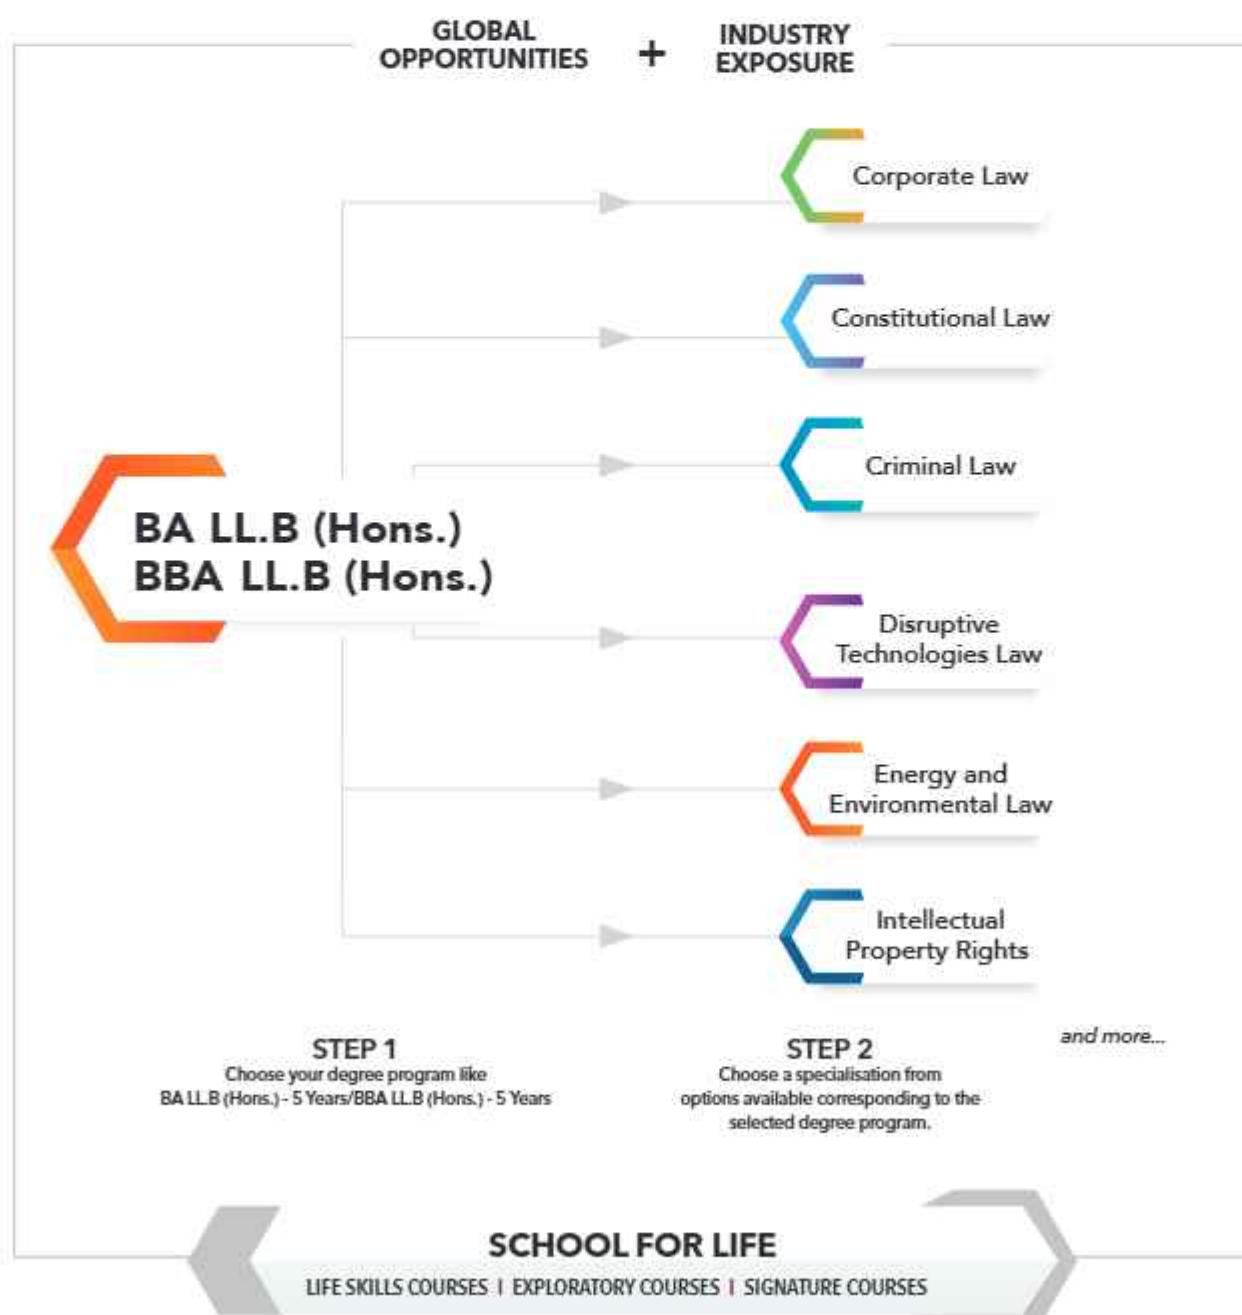 GLOBAL
OPPORTUNITIES
+
INDUSTRY
EXPOSURE
Corporate Law
Constitutional Law
Criminal Law
BA LL.B (Hons.)
BBA LL.B (Hons.)
Disruptive
Technologies Law
Energy and
Environmental Law
Intellectual
Property Rights
and more...
STEP 1
Choose your degree program like
BA LL.B (Hons.) - 5 Years/BBA LL.B (Hons.) - 5 Years
STEP 2
Choose a specialisation from
options available corresponding to the
selected degree program.
SCHOOL FOR LIFE
LIFE SKILLS COURSES | EXPLORATORY COURSES | SIGNATURE COURSES